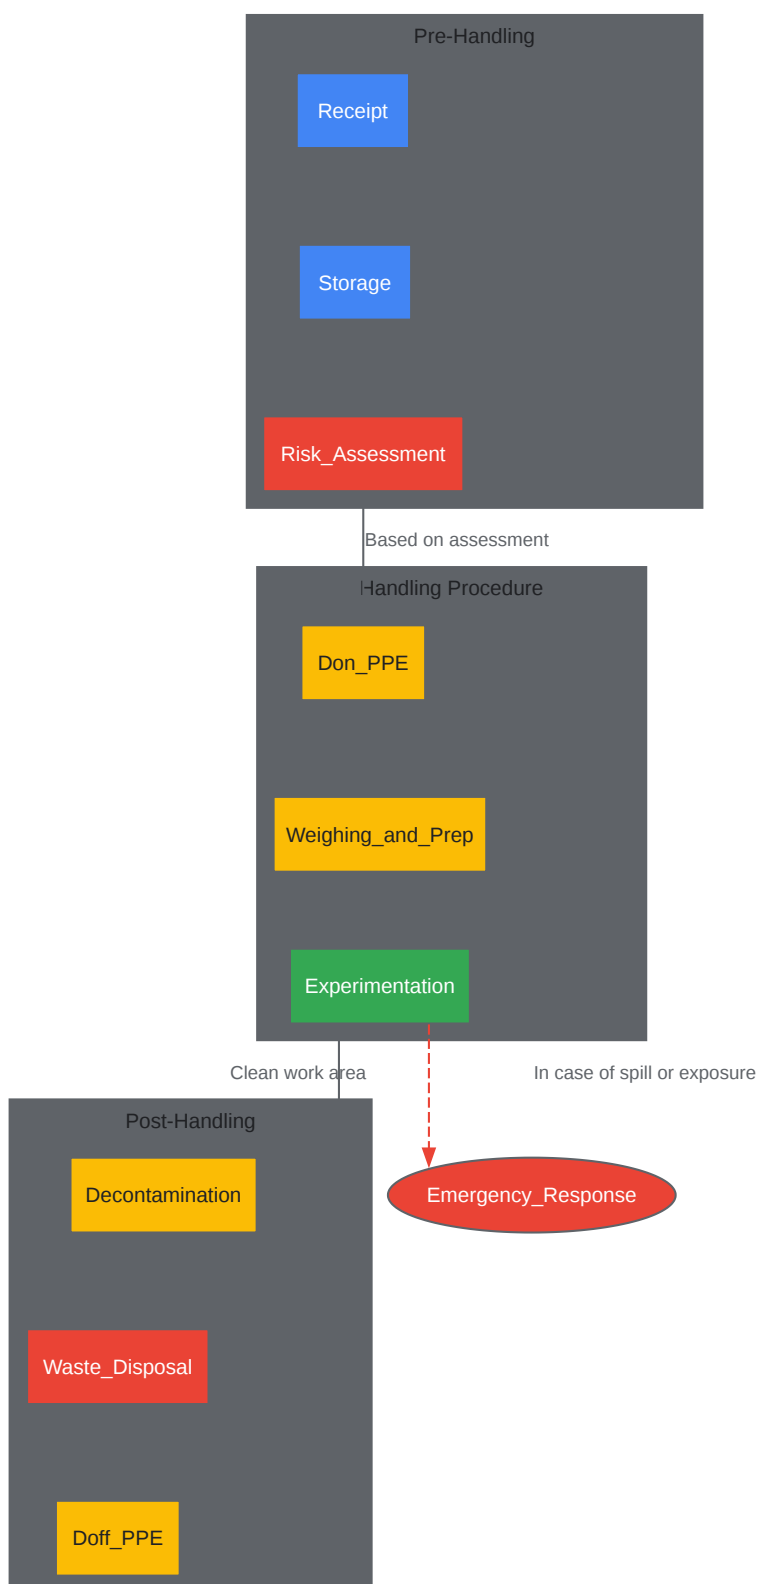 Pre-Handling
Receipt
Storage
Risk_Assessment
Based on assessment
Handling Procedure
Don_PPE
Weighing_and_Prep
Experimentation
Clean work area
In case of spill or exposure
Post-Handling
Decontamination
Emergency_Response
Waste_Disposal
Doff_PPE